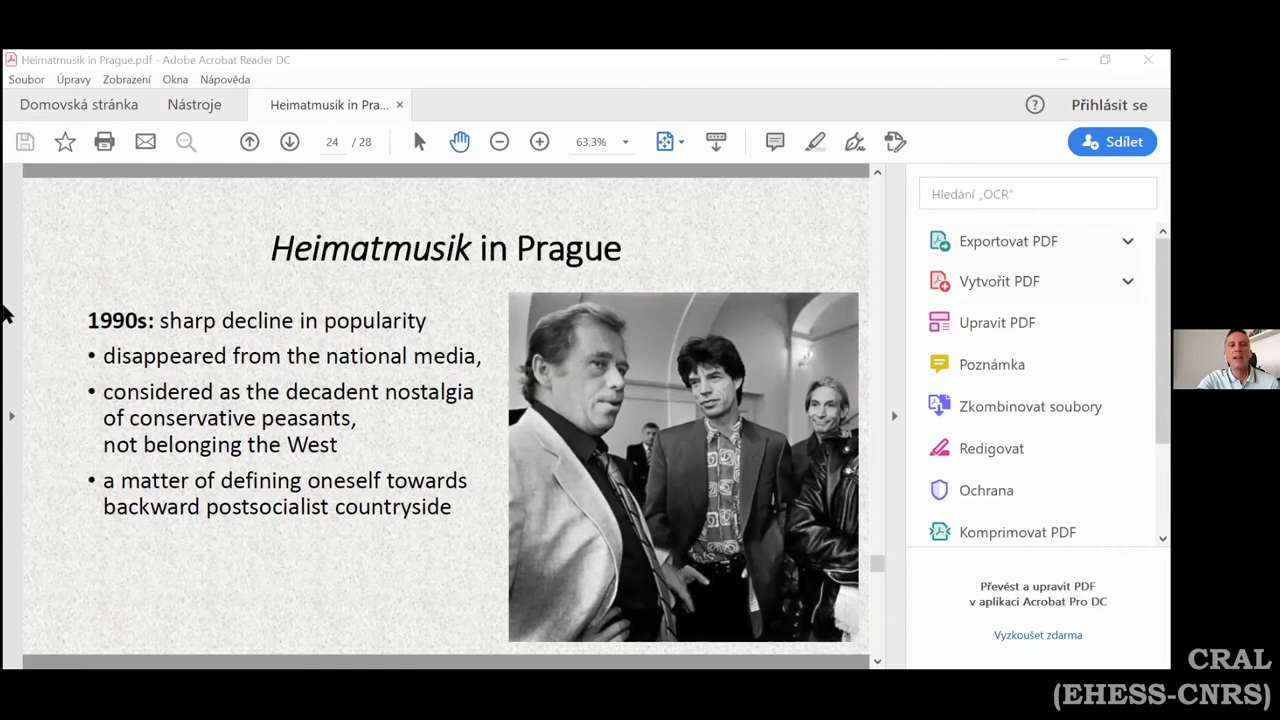 Heimatmusik in Prague.pdf - Adobe Acrobat Reader DC
Soubor Úpravy Zobrazení Okna Nápověda
Domovská stránka Nástroje Heimatmusik in Pra... Přihlásit se
24 / 28 63,3% Sdílet
Hledání „OCR“
Exportovat PDF
Vytvořit PDF
Upravit PDF
Poznámka
Zkombinovat soubory
Redigovat
Ochrana
Komprimovat PDF
Převést a upravit PDF
v aplikaci Acrobat Pro DC
Vyzkoušet zdarma
Heimatmusik in Prague
1990s: sharp decline in popularity
• disappeared from the national media,
• considered as the decadent nostalgia
of conservative peasants,
not belonging the West
• a matter of defining oneself towards
backward postsocialist countryside
CRAL
(EHESS-CNRS)